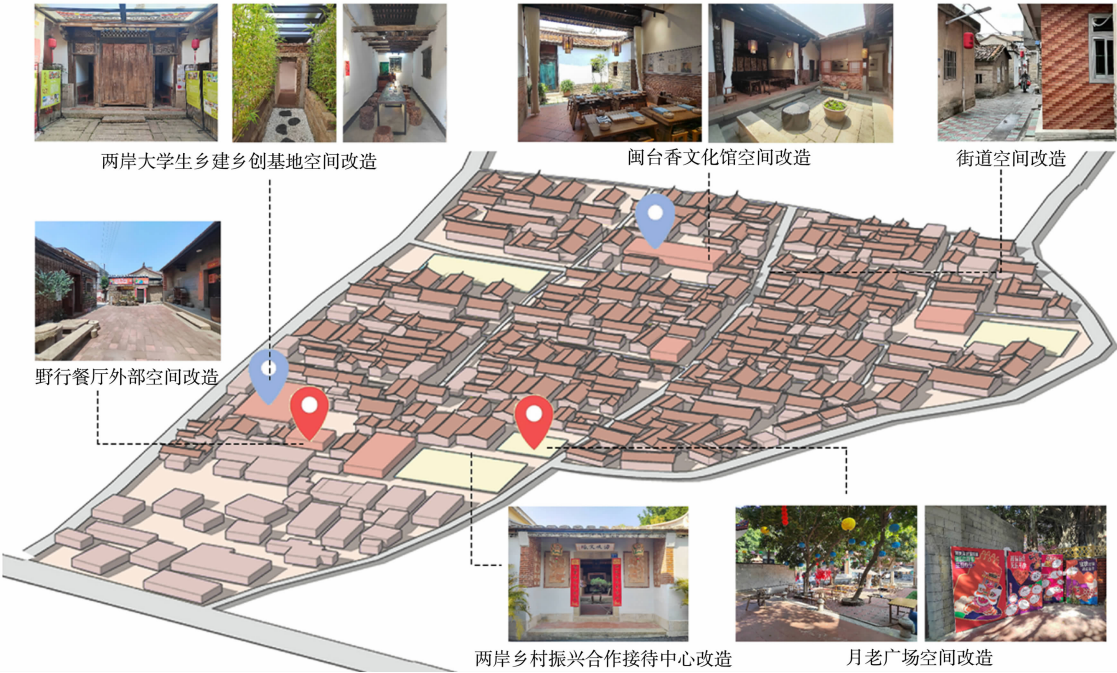 两岸大学生乡建乡创基地空间改造
闽台香文化馆空间改造
街道空间改造
野行餐厅外部空间改造
两岸乡村振兴合作接待中心改造
月老广场空间改造